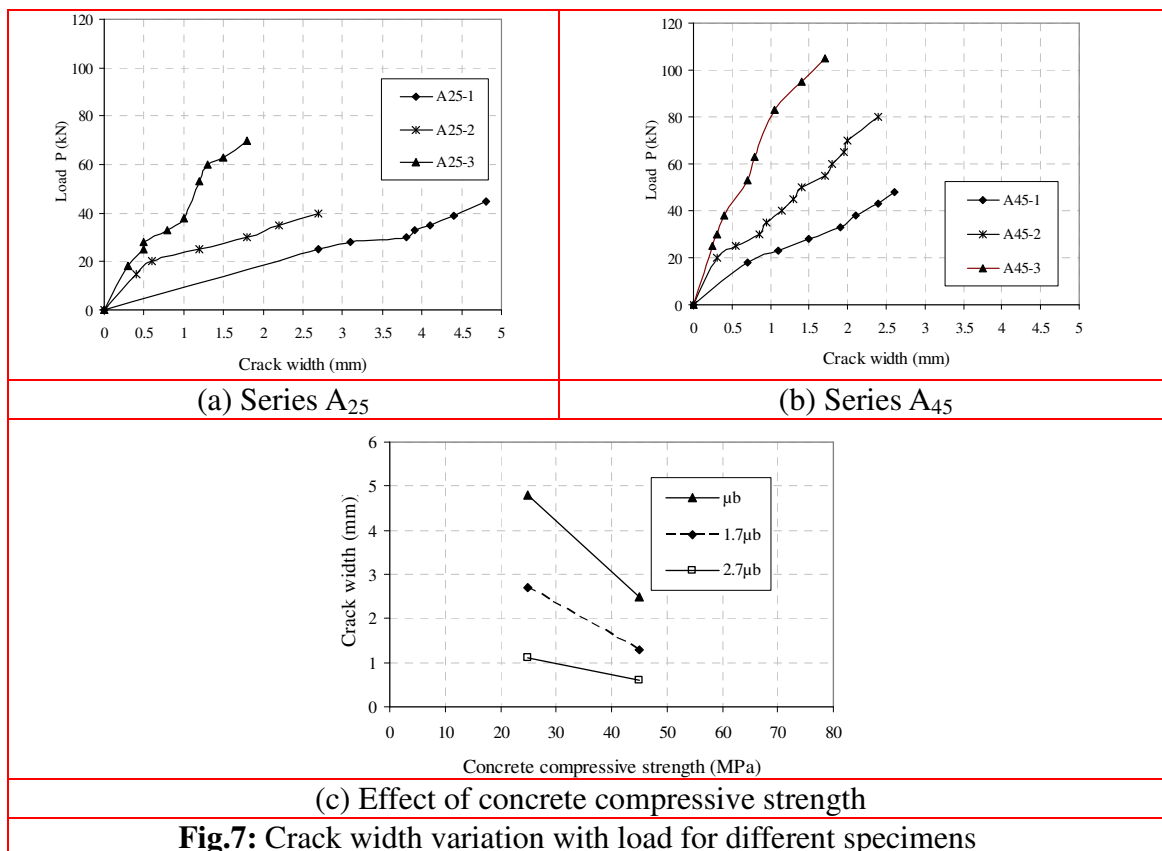 120
100
80
60
40
20
0
Load P (kN)
0 0.5 1 1.5 2 2.5 3 3.5 4 4.5 5
Crack width (mm)
A25-1
A25-2
A25-3
(a) Series A25
120
100
80
60
40
20
0
Load P (kN)
0 0.5 1 1.5 2 2.5 3 3.5 4 4.5 5
Crack width (mm)
A45-1
A45-2
A45-3
(b) Series A45
6
5
4
3
2
1
0
Crack width (mm)
0 10 20 30 40 50 60 70 80
Concrete compressive strength (MPa)
µb
1.7µb
2.7µb
(c) Effect of concrete compressive strength
Fig.7: Crack width variation with load for different specimens